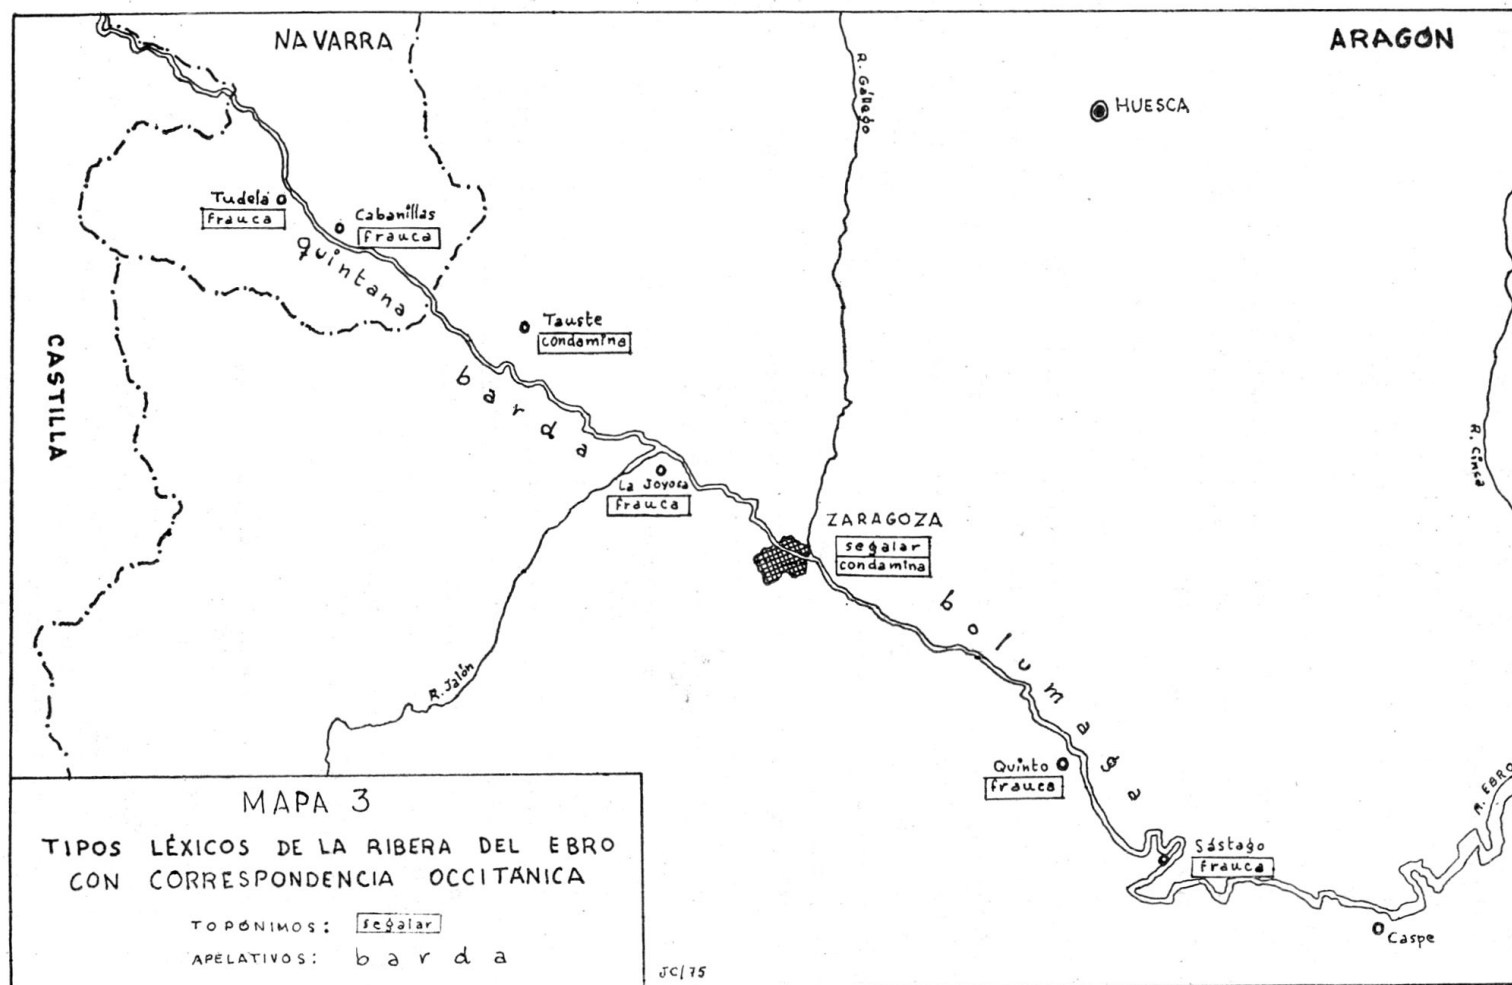 NAVARRA
ARAGÓN
R. Gállego
HUESCA
Tudela
frauca
Cabanillas
frauca
quintana
Tauste
condamina
CASTILLA
barda
R. Cinca
La Joyosa
frauca
ZARAGOZA
segalar
condamina
R. Jalón
bolumaga
Quinto
frauca
R. EBRO
Sástago
frauca
Caspe
MAPA 3
TIPOS LÉXICOS DE LA RIBERA DEL EBRO
CON CORRESPONDENCIA OCCITÁNICA
TOPÓNIMOS: segalar
APELATIVOS: barda
JC/75